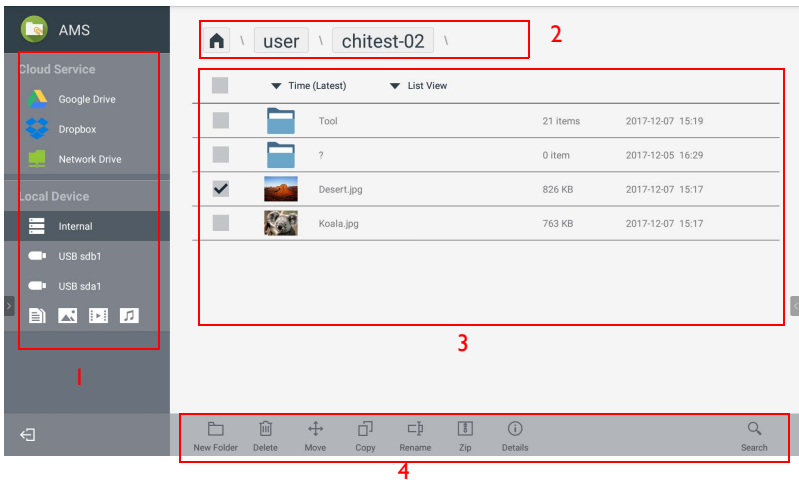 AMS
Cloud Service
Google Drive
Dropbox
Network Drive
Local Device
Internal
USB sdb1
USB sda1
1
\ user \ chitest-02 \
2
Time (Latest) List View
Tool 21 items 2017-12-07 15:19
? 0 item 2017-12-05 16:29
Desert.jpg 826 KB 2017-12-07 15:17
Koala.jpg 763 KB 2017-12-07 15:17
3
New Folder Delete Move Copy Rename Zip Details Search
4